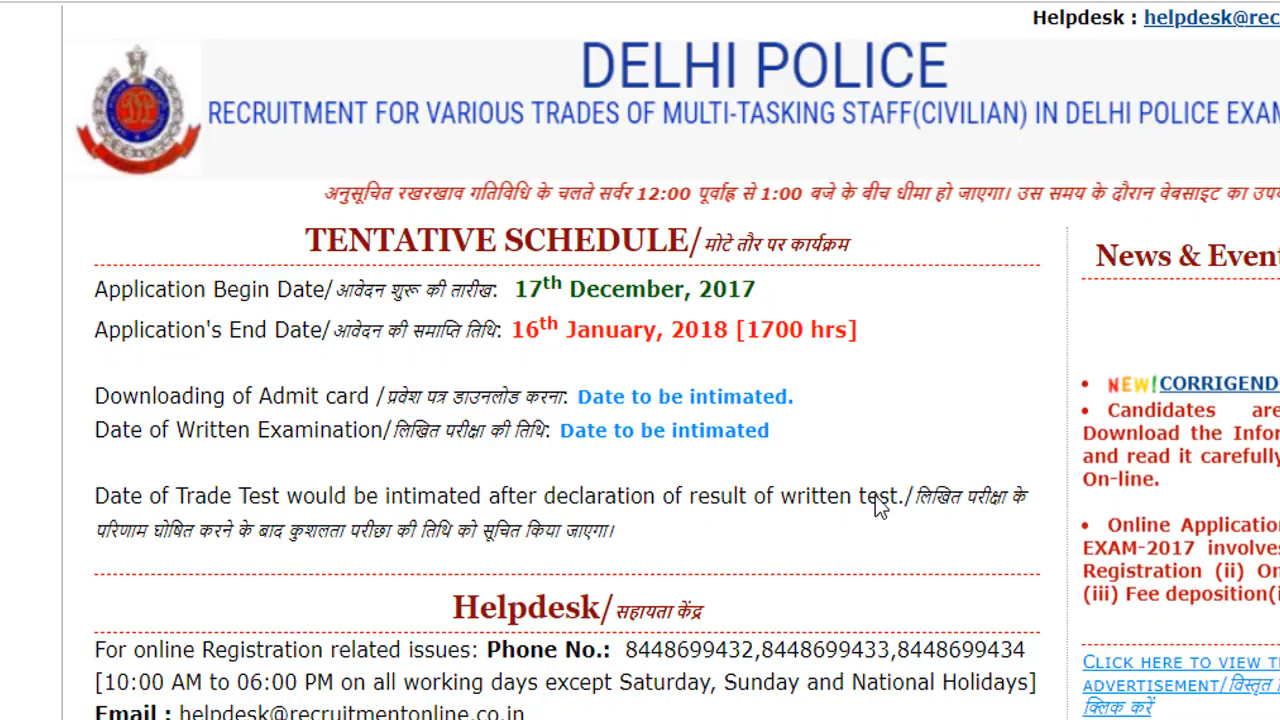 Helpdesk : helpdesk@rec
DELHI POLICE
RECRUITMENT FOR VARIOUS TRADES OF MULTI-TASKING STAFF(CIVILIAN) IN DELHI POLICE EXAM
अनुसूचित रखरखाव गतिविधि के चलते सर्वर 12:00 पूर्वाह्न से 1:00 बजे के बीच धीमा हो जाएगा। उस समय के दौरान वेबसाइट का
TENTATIVE SCHEDULE/मोटे तौर पर कार्यक्रम
Application Begin Date/आवेदन शुरू की तारीख: 17th December, 2017
Application's End Date/आवेदन की समाप्ति तिथि: 16th January, 2018 [1700 hrs]
Downloading of Admit card /प्रवेश पत्र डाउनलोड करना: Date to be intimated.
Date of Written Examination/लिखित परीक्षा की तिथि: Date to be intimated
Date of Trade Test would be intimated after declaration of result of written test./लिखित परीक्षा के
परिणाम घोषित करने के बाद कुशलता परीछा की तिथि को सूचित किया जाएगा।
Helpdesk/सहायता केंद्र
For online Registration related issues: Phone No.: 8448699432,8448699433,8448699434
[10:00 AM to 06:00 PM on all working days except Saturday, Sunday and National Holidays]
Email : helpdesk@recruitmentonline.co.in
News & Event
NEW! CORRIGEND
Candidates are
Download the Infor
and read it carefully
On-line.
Online Application
EXAM-2017 involves
Registration (ii) On
(iii) Fee deposition(i
CLICK HERE TO VIEW T
ADVERTISEMENT/विस्तृत
क्लिक करें